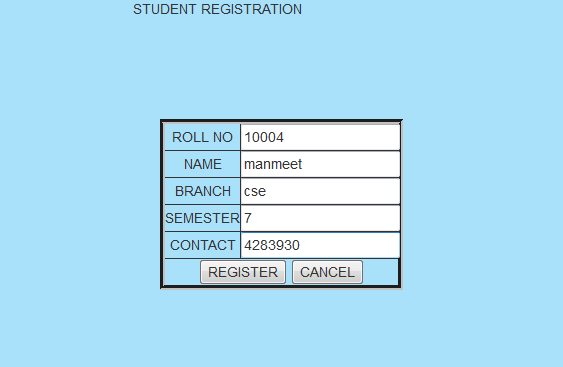 STUDENT REGISTRATION
ROLL NO 10004
NAME manmeet
BRANCH cse
SEMESTER 7
CONTACT 4283930
REGISTER CANCEL